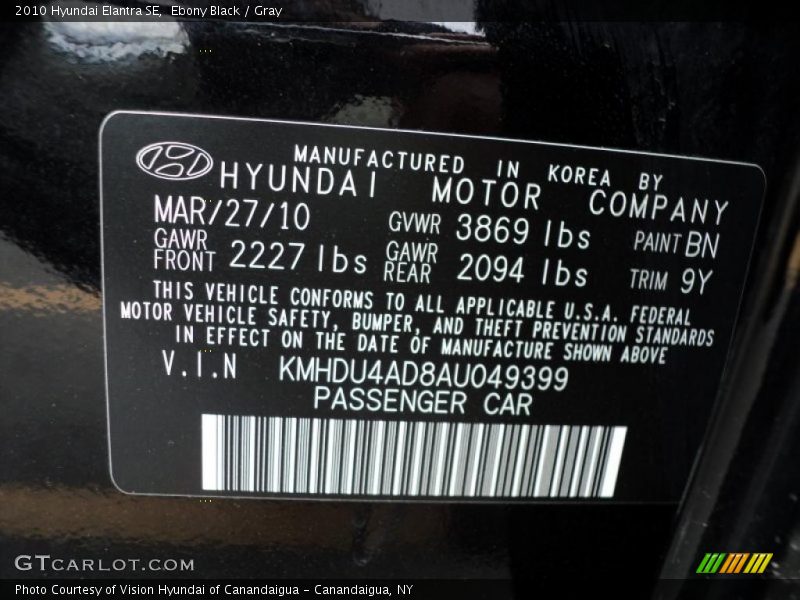 2010 Hyundai Elantra SE,  Ebony Black / Gray
MANUFACTURED IN KOREA BY
HYUNDAI MOTOR COMPANY
MAR/27/10 GVWR 3869 lbs PAINT BN
GAWR FRONT 2227 lbs GAWR REAR 2094 lbs TRIM 9Y
THIS VEHICLE CONFORMS TO ALL APPLICABLE U.S.A. FEDERAL
MOTOR VEHICLE SAFETY, BUMPER, AND THEFT PREVENTION STANDARDS
IN EFFECT ON THE DATE OF MANUFACTURE SHOWN ABOVE
V.I.N KMHDU4AD8AU049399
PASSENGER CAR
GTCARLOT.COM
Photo Courtesy of Vision Hyundai of Canandaigua - Canandaigua, NY